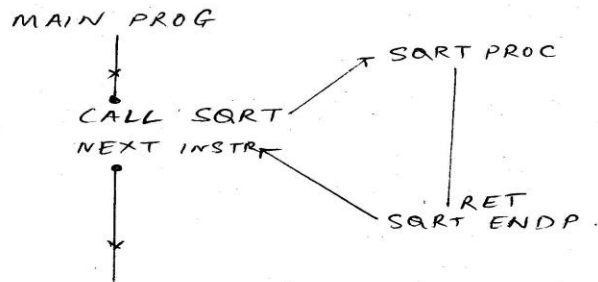 MAIN PROG
SQRT PROC
CALL SQRT
NEXT INSTR
RET
SQRT ENDP.